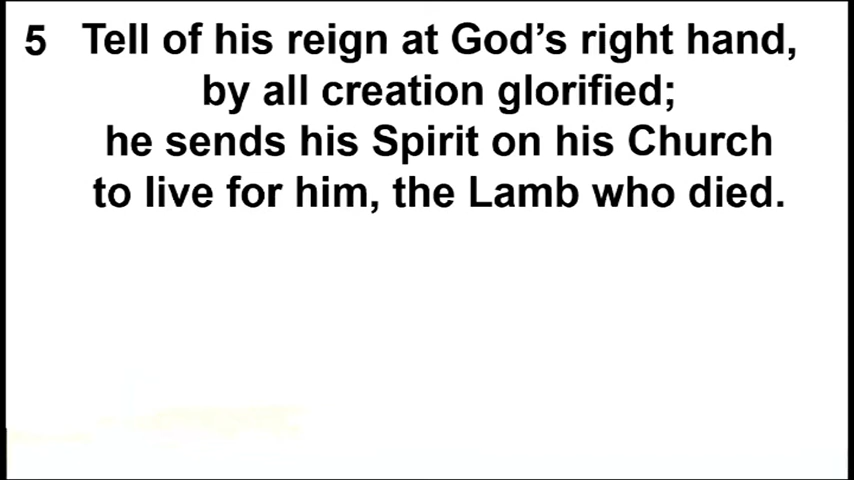 5 Tell of his reign at God’s right hand,
by all creation glorified;
he sends his Spirit on his Church
to live for him, the Lamb who died.